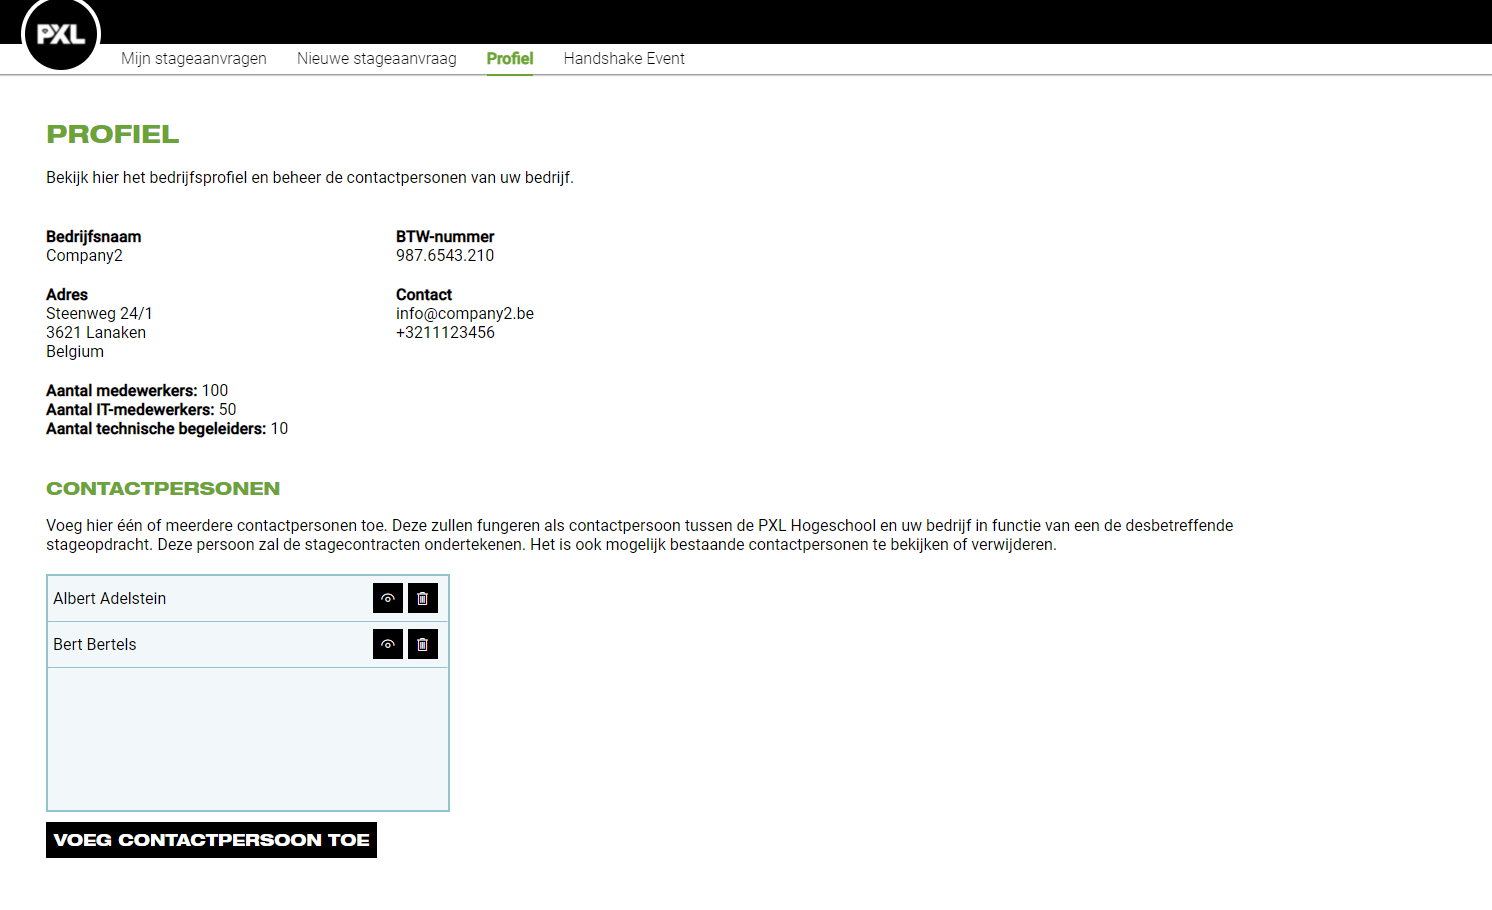 PXL
Mijn stageaanvragen Nieuwe stageaanvraag Profiel Handshake Event
PROFIEL
Bekijk hier het bedrijfsprofiel en beheer de contactpersonen van uw bedrijf.
Bedrijfsnaam
Company2
BTW-nummer
987.6543.210
Adres
Steenweg 24/1
3621 Lanaken
Belgium
Contact
info@company2.be
+3211123456
Aantal medewerkers: 100
Aantal IT-medewerkers: 50
Aantal technische begeleiders: 10
CONTACTPERSONEN
Voeg hier één of meerdere contactpersonen toe. Deze zullen fungeren als contactpersoon tussen de PXL Hogeschool en uw bedrijf in functie van een de desbetreffende
stageopdracht. Deze persoon zal de stagecontracten ondertekenen. Het is ook mogelijk bestaande contactpersonen te bekijken of verwijderen.
Albert Adelstein
Bert Bertels
VOEG CONTACTPERSOON TOE